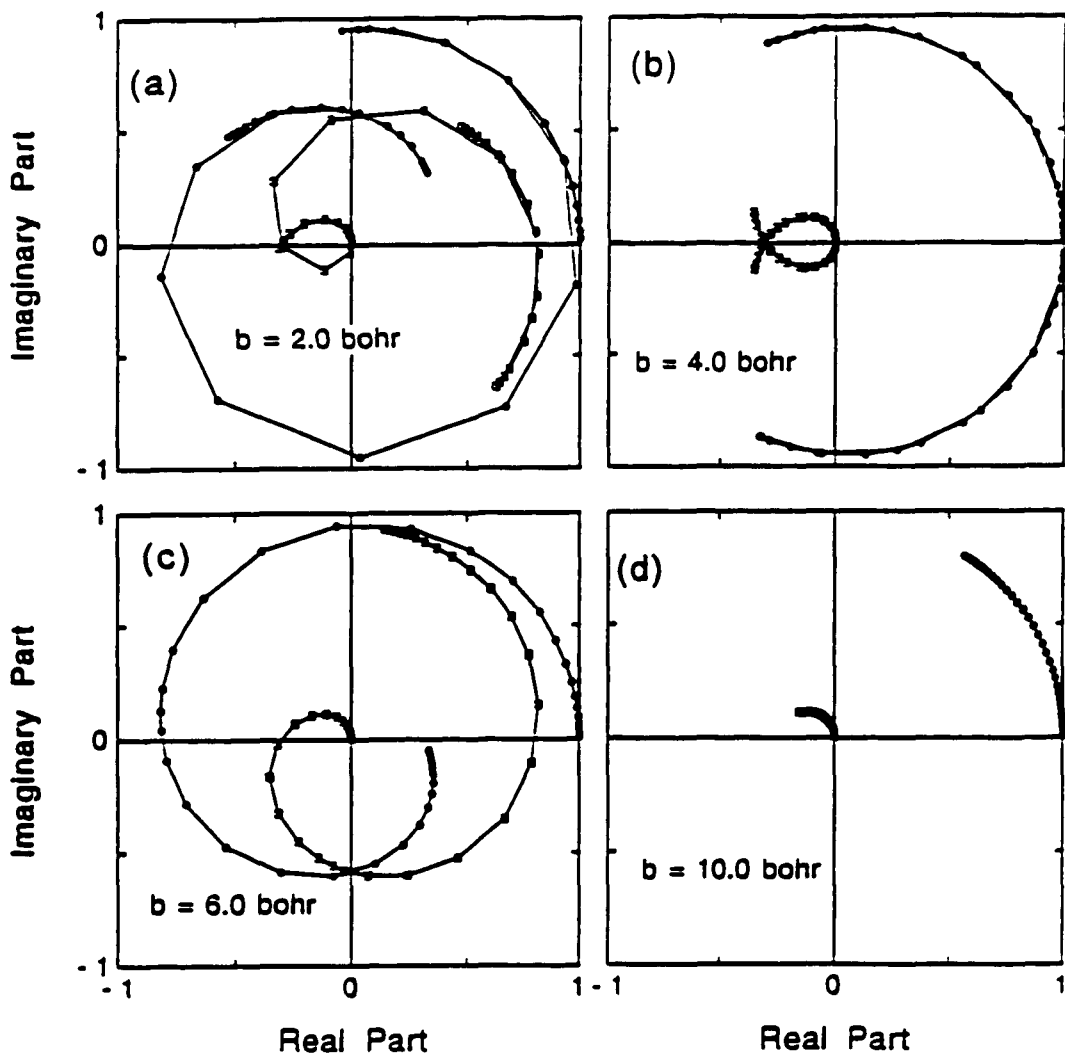 1
(a)
(b)
Imaginary Part
0
b = 2.0 bohr
b = 4.0 bohr
-1
1
(c)
(d)
Imaginary Part
0
b = 6.0 bohr
b = 10.0 bohr
-1
-1
0
1-1
0
1
Real Part
Real Part